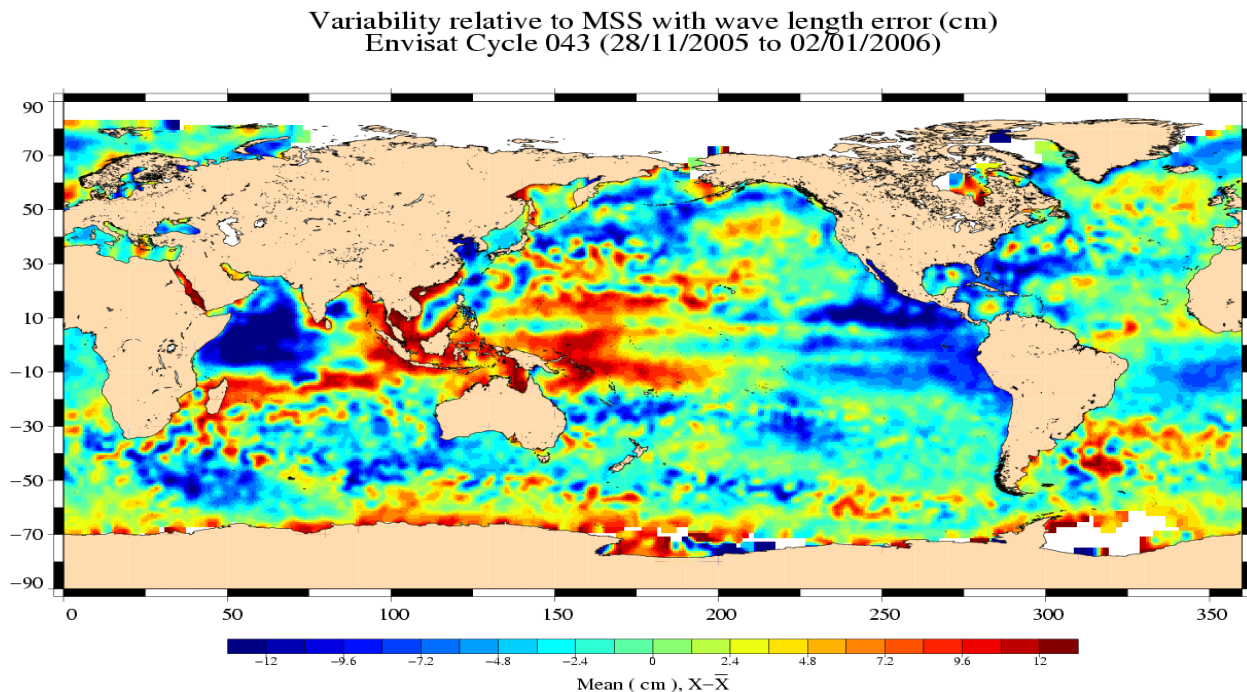 Variability relative to MSS with wave length error (cm)
Envisat Cycle 043 (28/11/2005 to 02/01/2006)
90
70
50
30
10
−10
−30
−50
−70
−90
0 50 100 150 200 250 300 350
−12 −9.6 −7.2 −4.8 −2.4 0 2.4 4.8 7.2 9.6 12
Mean ( cm ), X−X̅